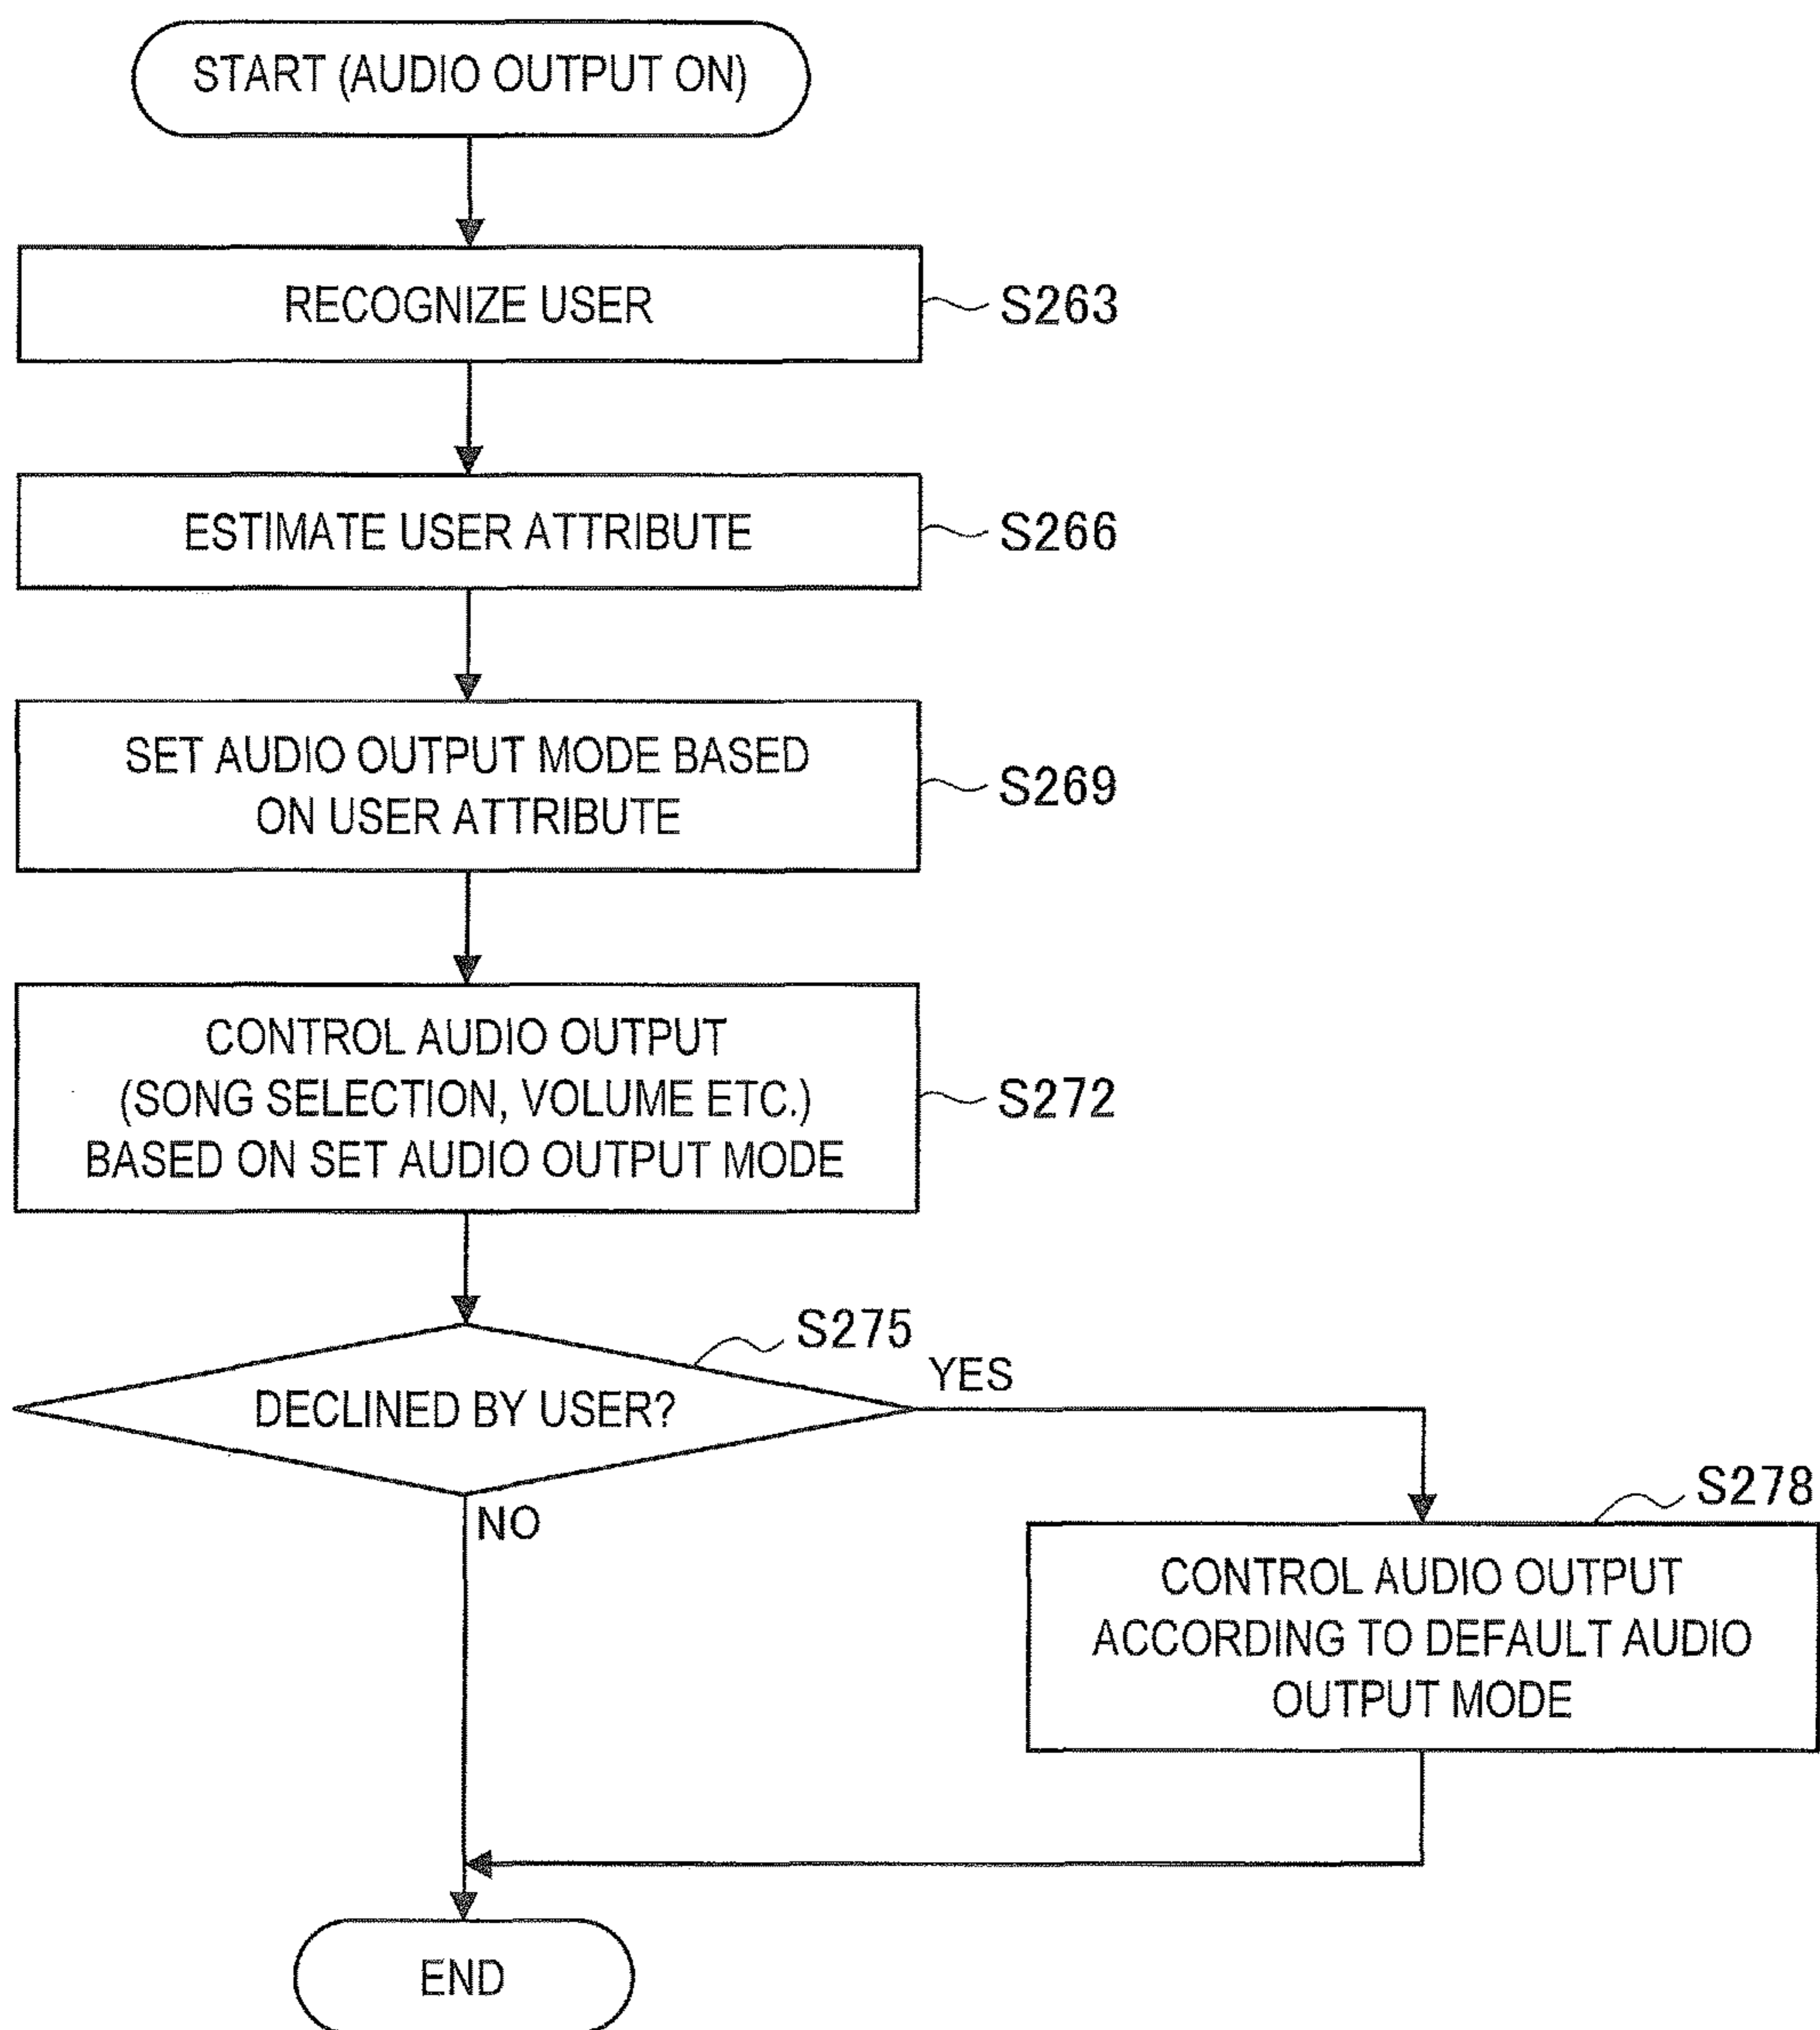 START (AUDIO OUTPUT ON)
RECOGNIZE USER
S263
ESTIMATE USER ATTRIBUTE
S266
SET AUDIO OUTPUT MODE BASED
ON USER ATTRIBUTE
S269
CONTROL AUDIO OUTPUT
(SONG SELECTION, VOLUME ETC.)
BASED ON SET AUDIO OUTPUT MODE
S272
S275
DECLINED BY USER?
YES
NO
S278
CONTROL AUDIO OUTPUT
ACCORDING TO DEFAULT AUDIO
OUTPUT MODE
END